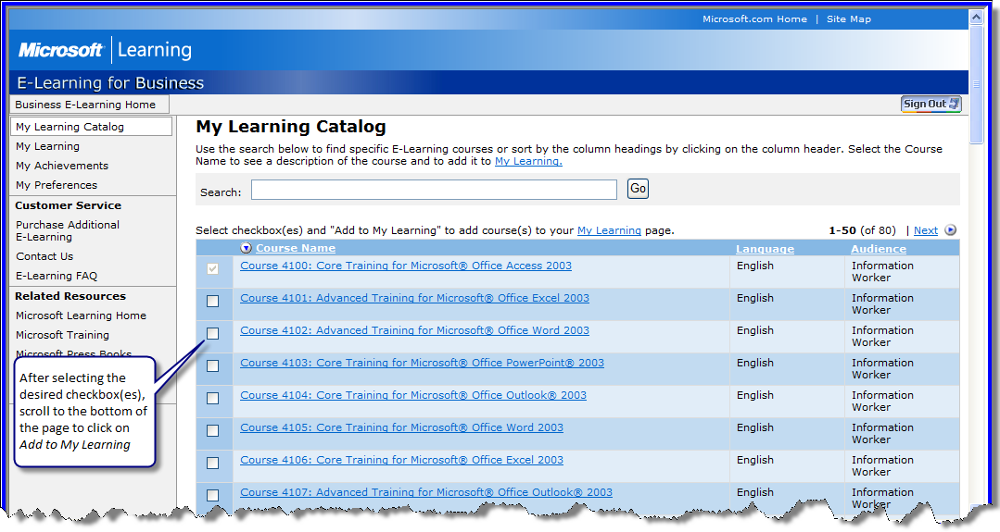 Microsoft.com Home | Site Map
Microsoft | Learning
E-Learning for Business
Business E-Learning Home
Sign Out
My Learning Catalog
My Learning
My Achievements
My Preferences
Customer Service
Purchase Additional
E-Learning
Contact Us
E-Learning FAQ
Related Resources
Microsoft Learning Home
Microsoft Training
Microsoft Press Books
After selecting the
desired checkbox(es),
scroll to the bottom of
the page to click on
Add to My Learning
My Learning Catalog
Use the search below to find specific E-Learning courses or sort by the column headings by clicking on the column header. Select the Course
Name to see a description of the course and to add it to My Learning.
Search: Go
Select checkbox(es) and "Add to My Learning" to add course(s) to your My Learning page. 1-50 (of 80) | Next
Course Name Language Audience
Course 4100: Core Training for Microsoft® Office Access 2003 English Information
Worker
Course 4101: Advanced Training for Microsoft® Office Excel 2003 English Information
Worker
Course 4102: Advanced Training for Microsoft® Office Word 2003 English Information
Worker
Course 4103: Core Training for Microsoft® Office PowerPoint® 2003 English Information
Worker
Course 4104: Core Training for Microsoft® Office Outlook® 2003 English Information
Worker
Course 4105: Core Training for Microsoft® Office Word 2003 English Information
Worker
Course 4106: Core Training for Microsoft® Office Excel 2003 English Information
Worker
Course 4107: Advanced Training for Microsoft® Office Outlook® 2003 English Information
Worker